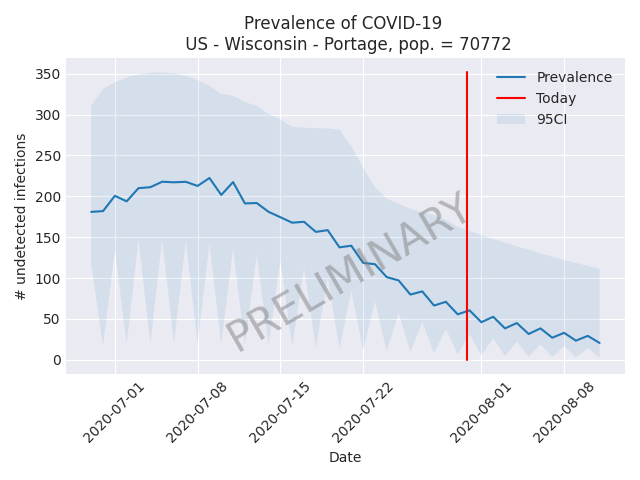 Prevalence of COVID-19
US - Wisconsin - Portage, pop. = 70772
350
300
250
200
150
100
50
0
# undetected infections
Prevalence
Today
95CI
PRELIMINARY
2020-07-01
2020-07-08
2020-07-15
2020-07-22
2020-08-01
2020-08-08
Date